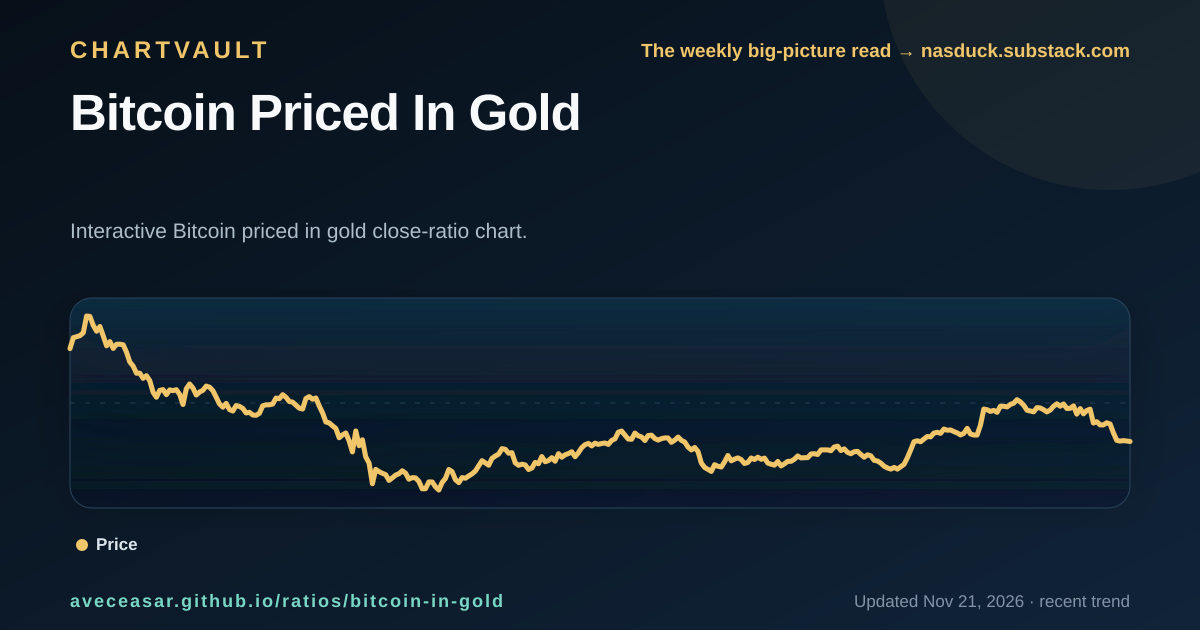 CHARTVAULT
The weekly big-picture read → nasduck.substack.com
Bitcoin Priced In Gold
Interactive Bitcoin priced in gold close-ratio chart.
Price
aveceasar.github.io/ratios/bitcoin-in-gold
Updated Nov 21, 2026 · recent trend